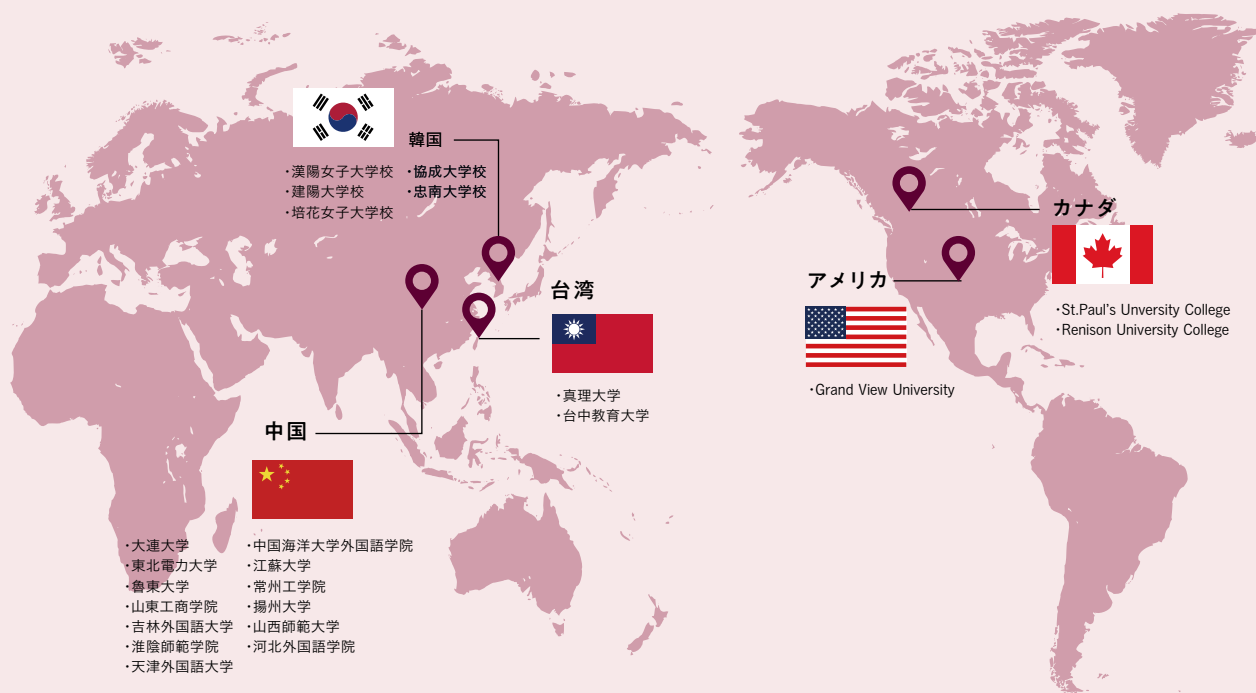 韓国
・漢陽女子大学校
・建陽大学校
・培花女子大学校
・協成大学校
・忠南大学校
台湾
・真理大学
・台中教育大学
中国
・大連大学
・東北電力大学
・魯東大学
・山東工商学院
・吉林外国語大学
・淮陰師範学院
・天津外国語大学
・中国海洋大学外国語学院
・江蘇大学
・常州工学院
・揚州大学
・山西師範大学
・河北外国語学院
カナダ
・St.Paul's Unversity College
・Renison University College
アメリカ
・Grand View University